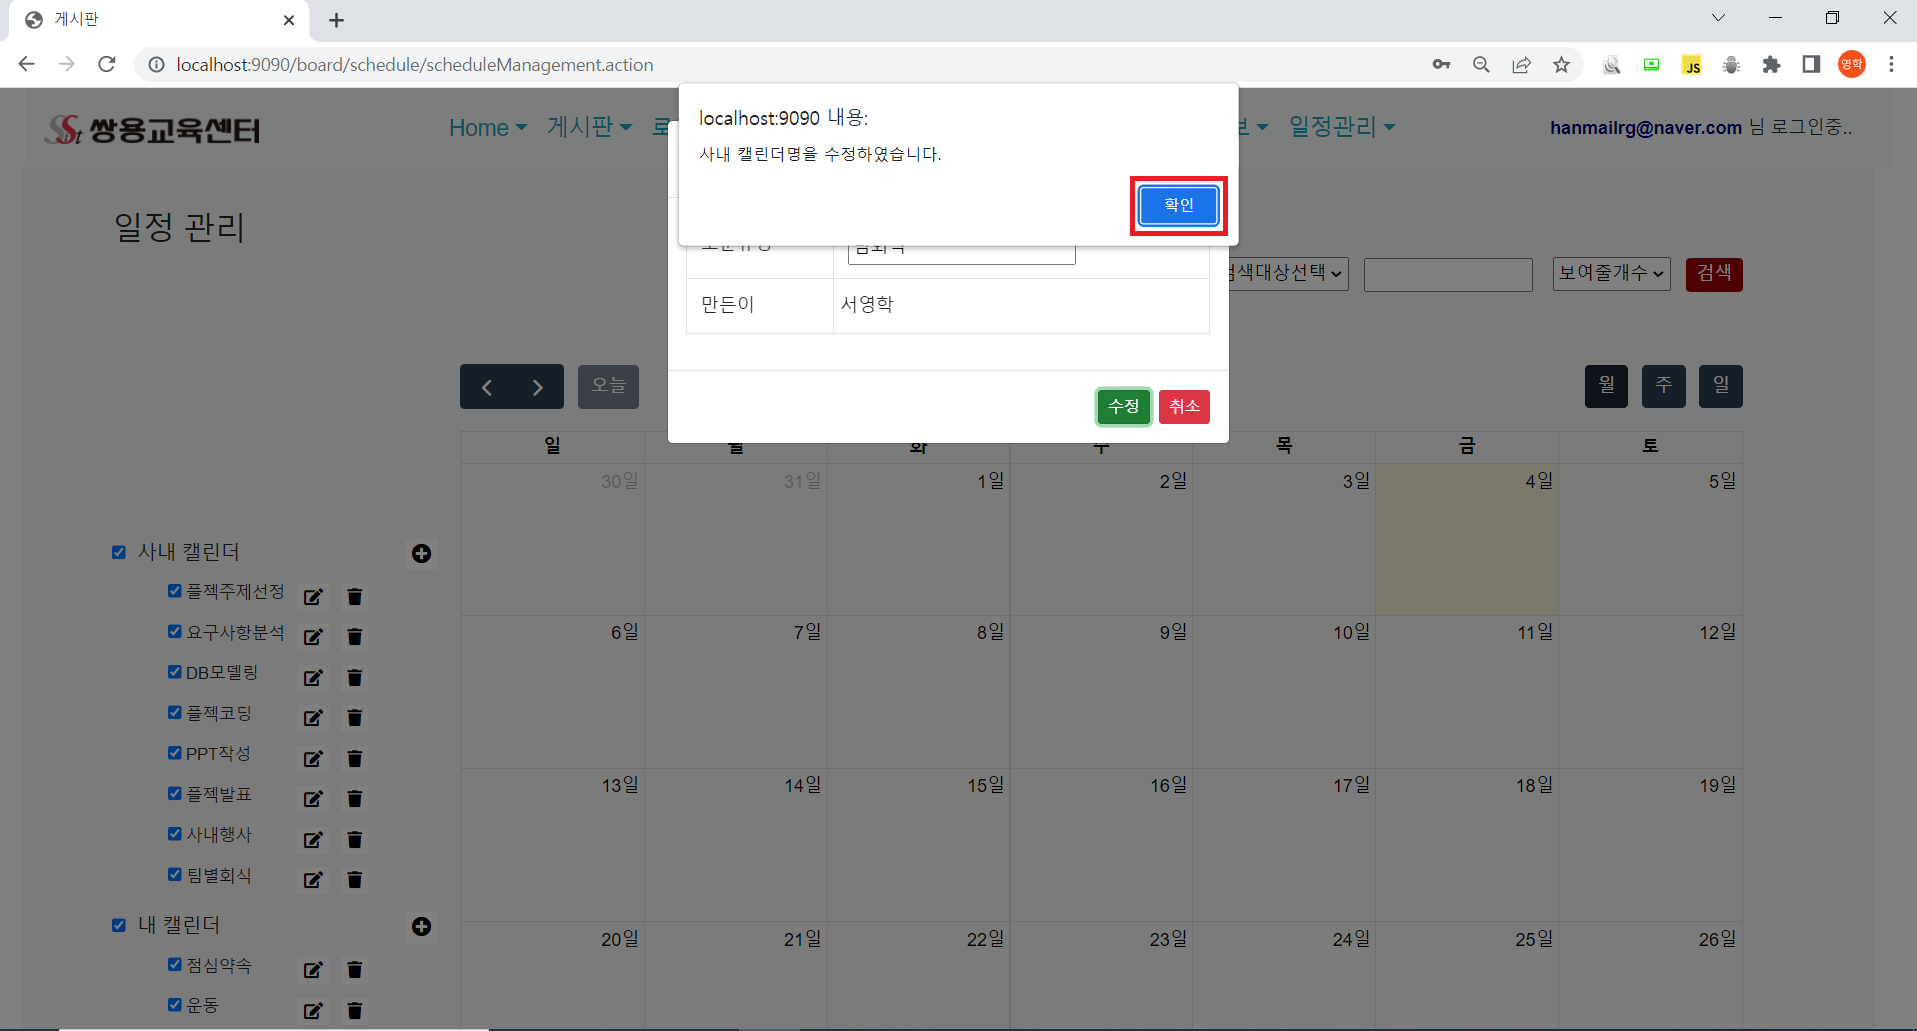 게시판
localhost:9090/board/schedule/scheduleManagement.action
영학
Sist 쌍용교육센터
Home 게시판 일정관리
hanmailrg@naver.com 님 로그인중..
localhost:9090 내용:
사내 캘린더명을 수정하였습니다.
확인
일정 관리
검색대상선택 보여줄개수 검색
만든이 서영학
수정 취소
오늘
월 주 일
일 월 화 수 목 금 토
30일 31일 1일 2일 3일 4일 5일
6일 7일 8일 9일 10일 11일 12일
13일 14일 15일 16일 17일 18일 19일
20일 21일 22일 23일 24일 25일 26일
사내 캘린더
플젝주제선정
요구사항분석
DB모델링
플젝코딩
PPT작성
플젝발표
사내행사
팀별회식
내 캘린더
점심약속
운동